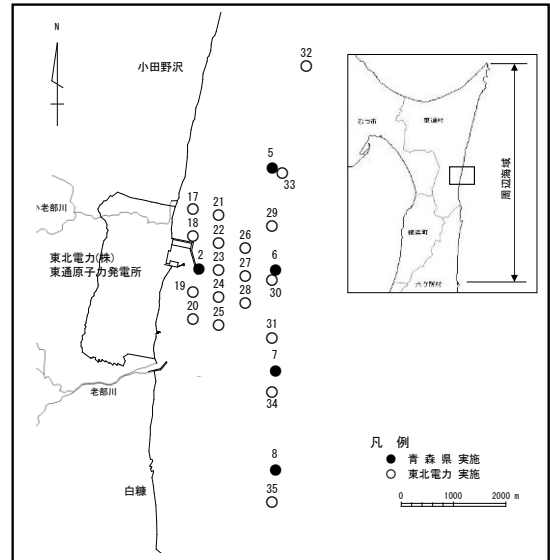 N
小田野沢
32
5
33
17
21
18
29
22
26
小老部川
東北電力(株)
東通原子力発電所
2
23
27
6
30
19
24
28
20
25
31
7
34
老部川
8
白糠
35
凡 例
● 青 森 県 実施
○ 東北電力 実施
0 1000 2000 m
むつ市
東通村
横浜町
六ケ所村
周辺海域